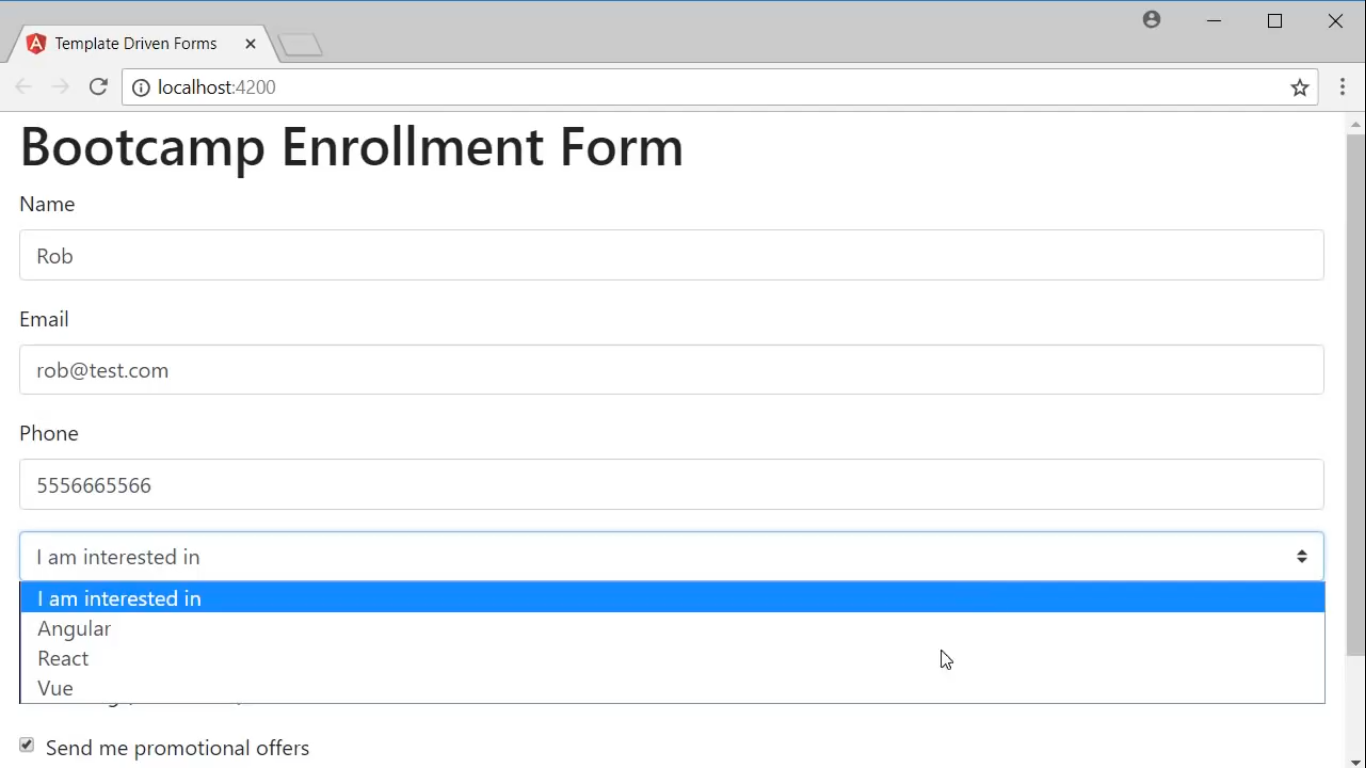 Template Driven Forms
localhost:4200
Bootcamp Enrollment Form
Name
Rob
Email
rob@test.com
Phone
5556665566
I am interested in
I am interested in
Angular
React
Vue
Send me promotional offers